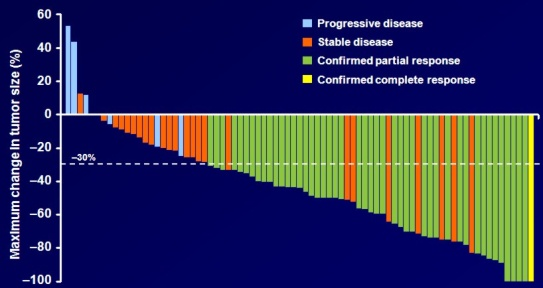 Maximum change in tumor size (%)
60
40
20
0
–20
–40
–60
–80
–100
–30%
Progressive disease
Stable disease
Confirmed partial response
Confirmed complete response